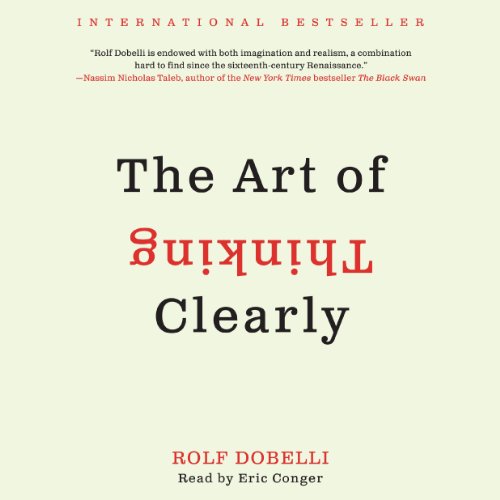 INTERNATIONAL BESTSELLER
"Rolf Dobelli is endowed with both imagination and realism, a combination
hard to find since the sixteenth-century Renaissance."
—Nassim Nicholas Taleb, author of the New York Times bestseller The Black Swan
The Art of
Thinking
Clearly
ROLF DOBELLI
Read by Eric Conger